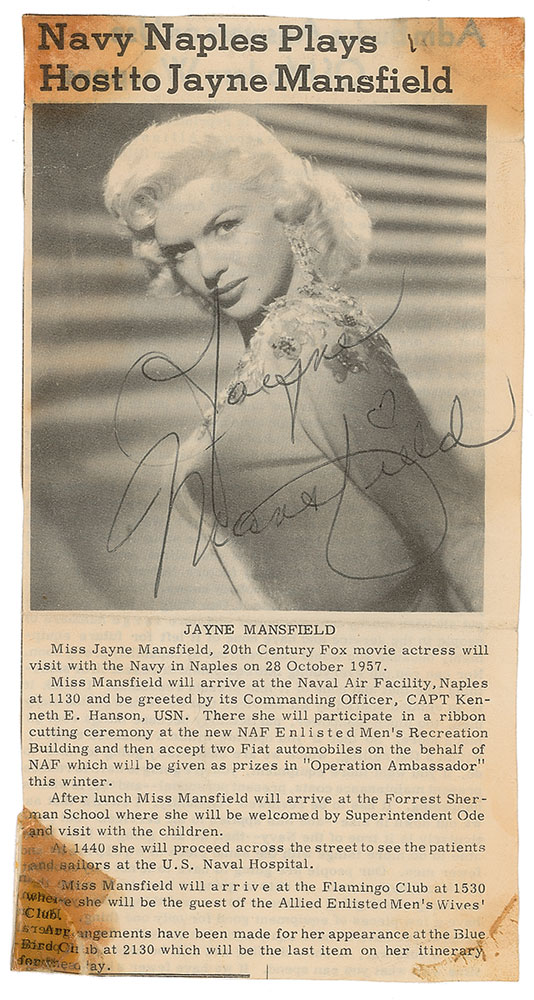 Navy Naples Plays
Host to Jayne Mansfield
Jayne
Mansfield
JAYNE MANSFIELD
Miss Jayne Mansfield, 20th Century Fox movie actress will
visit with the Navy in Naples on 28 October 1957.
Miss Mansfield will arrive at the Naval Air Facility, Naples
at 1130 and be greeted by its Commanding Officer, CAPT Ken-
neth E. Hanson, USN. There she will participate in a ribbon
cutting ceremony at the new NAF Enlisted Men's Recreation
Building and then accept two Fiat automobiles on the behalf of
NAF which will be given as prizes in "Operation Ambassador"
this winter.
After lunch Miss Mansfield will arrive at the Forrest Sher-
man School where she will be welcomed by Superintendent Ode
and visit with the children.
At 1440 she will proceed across the street to see the patients
and sailors at the U.S. Naval Hospital.
Miss Mansfield will arrive at the Flamingo Club at 1530
where she will be the guest of the Allied Enlisted Men's Wives'
Club.
Arrangements have been made for her appearance at the Blue
Bird Club at 2130 which will be the last item on her itinerary
for the day.